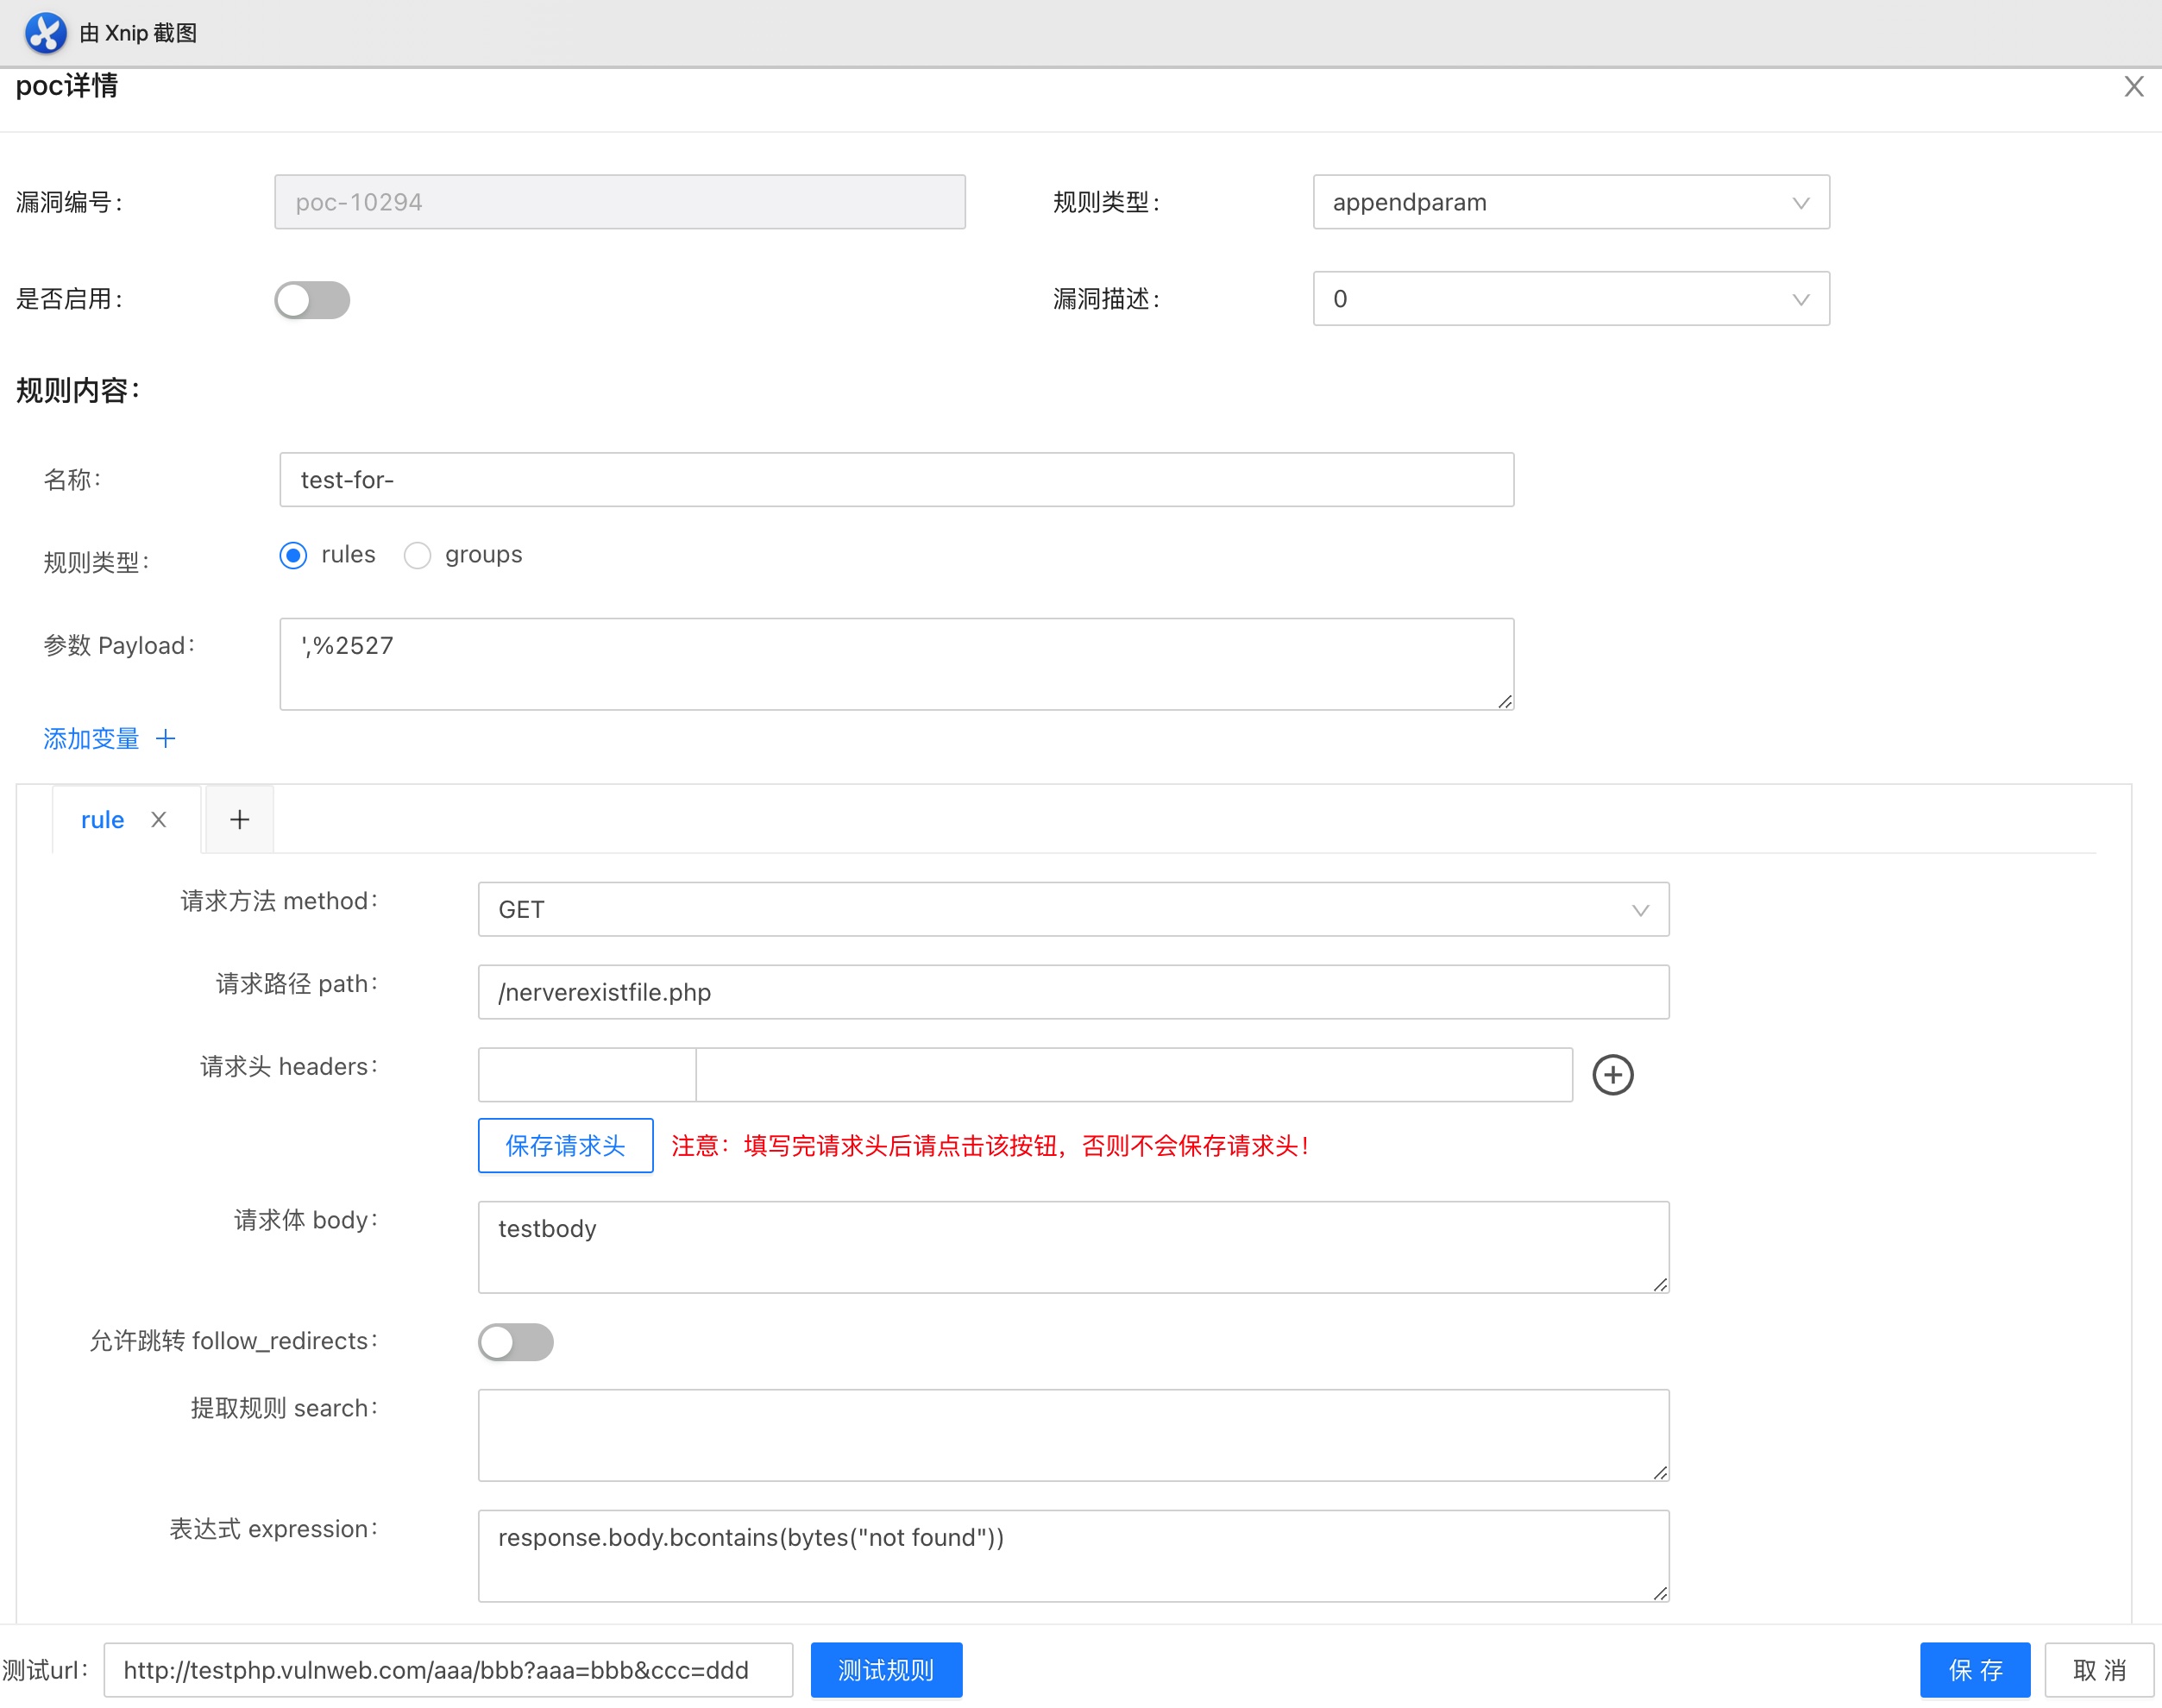 由 Xnip 截图
poc详情
漏洞编号：
poc-10294
规则类型：
appendparam
是否启用：
漏洞描述：
0
规则内容：
名称：
test-for-
规则类型：
rules
groups
参数 Payload：
',%2527
添加变量 +
rule
请求方法 method：
GET
请求路径 path：
/nerverexistfile.php
请求头 headers：
保存请求头
注意：填写完请求头后请点击该按钮，否则不会保存请求头！
请求体 body：
testbody
允许跳转 follow_redirects：
提取规则 search：
表达式 expression：
response.body.bcontains(bytes("not found"))
测试url：
http://testphp.vulnweb.com/aaa/bbb?aaa=bbb&ccc=ddd
测试规则
保 存
取 消